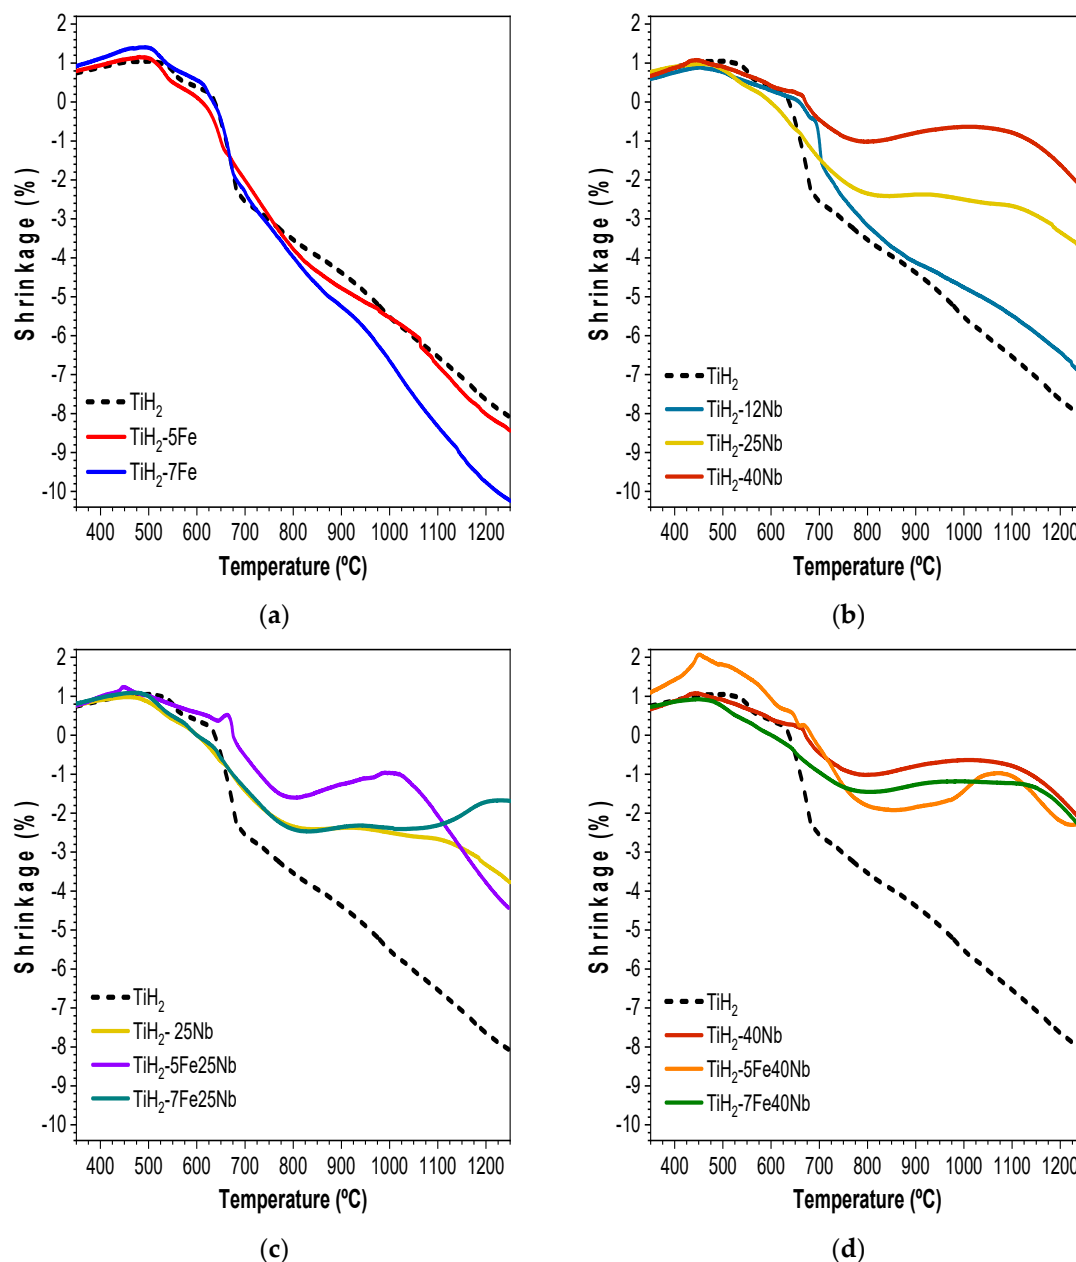 2
1
0
-1
-2
-3
-4
-5
-6
-7
-8
-9
-10
Shrinkage (%)
TiH2
TiH2-5Fe
TiH2-7Fe
400 500 600 700 800 900 1000 1100 1200
Temperature (ºC)
(a)
2
1
0
-1
-2
-3
-4
-5
-6
-7
-8
-9
-10
Shrinkage (%)
TiH2
TiH2-12Nb
TiH2-25Nb
TiH2-40Nb
400 500 600 700 800 900 1000 1100 1200
Temperature (ºC)
(b)
2
1
0
-1
-2
-3
-4
-5
-6
-7
-8
-9
-10
Shrinkage (%)
TiH2
TiH2- 25Nb
TiH2-5Fe25Nb
TiH2-7Fe25Nb
400 500 600 700 800 900 1000 1100 1200
Temperature (ºC)
(c)
2
1
0
-1
-2
-3
-4
-5
-6
-7
-8
-9
-10
Shrinkage (%)
TiH2
TiH2-40Nb
TiH2-5Fe40Nb
TiH2-7Fe40Nb
400 500 600 700 800 900 1000 1100 1200
Temperature (ºC)
(d)